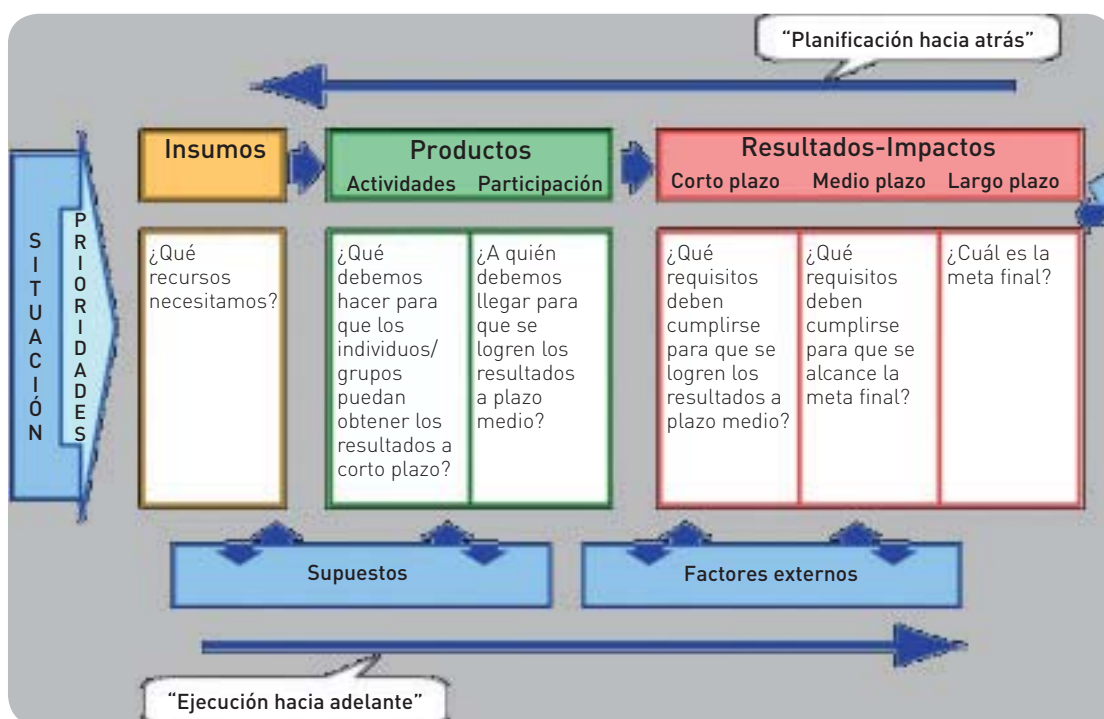 “Planificación hacia atrás”
SITUACIÓN
PRIORIDADES
Insumos
¿Qué
recursos
necesitamos?
Productos
Actividades Participación
¿Qué
debemos
hacer para
que los
individuos/
grupos
puedan
obtener los
resultados a
corto plazo?
¿A quién
debemos
llegar para
que se
logren los
resultados
a plazo
medio?
Resultados-Impactos
Corto plazo Medio plazo Largo plazo
¿Qué
requisitos
deben
cumplirse
para que se
logren los
resultados a
plazo medio?
¿Qué
requisitos
deben
cumplirse
para que se
alcance la
meta final?
¿Cuál es la
meta final?
Supuestos
Factores externos
“Ejecución hacia adelante”